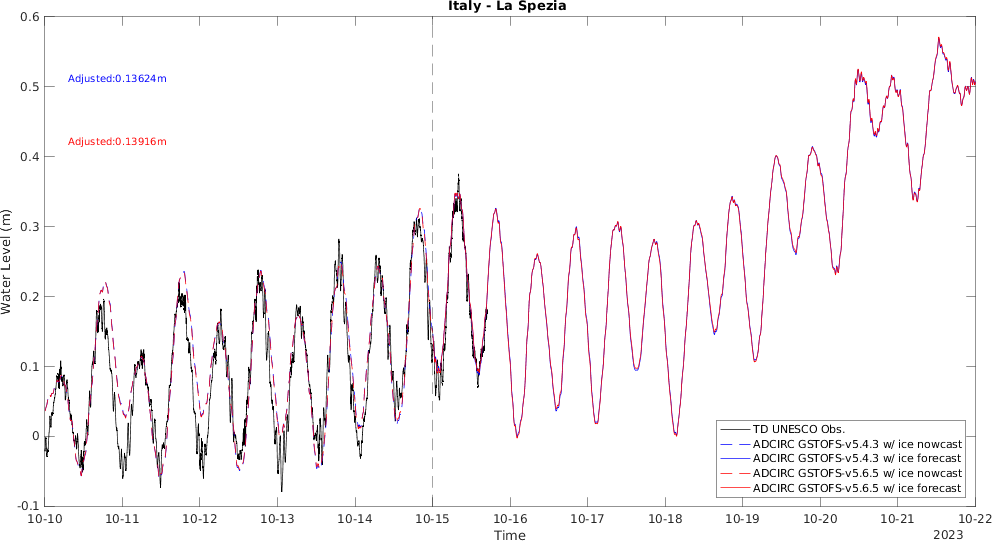 Italy - La Spezia
0.6
0.5
0.4
0.3
0.2
0.1
0
-0.1
Water Level (m)
Adjusted:0.13624m
Adjusted:0.13916m
TD UNESCO Obs.
ADCIRC GSTOFS-v5.4.3 w/ ice nowcast
ADCIRC GSTOFS-v5.4.3 w/ ice forecast
ADCIRC GSTOFS-v5.6.5 w/ ice nowcast
ADCIRC GSTOFS-v5.6.5 w/ ice forecast
10-10 10-11 10-12 10-13 10-14 10-15 10-16 10-17 10-18 10-19 10-20 10-21 10-22
Time
2023